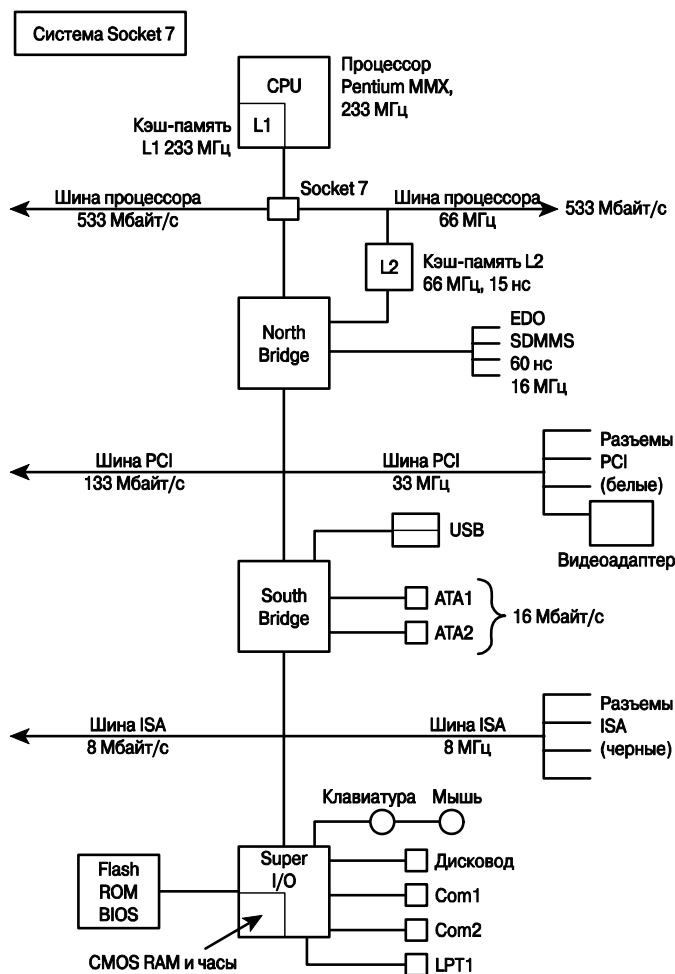 Система Socket 7
CPU
L1
Процессор
Pentium MMX,
233 МГц
Кэш-память
L1 233 МГц
Socket 7
Шина процессора
533 Мбайт/с
Шина процессора
66 МГц
533 Мбайт/с
L2
Кэш-память L2
66 МГц, 15 нс
North
Bridge
EDO
SDMMS
60 нс
16 МГц
Шина PCI
133 Мбайт/с
Шина PCI
33 МГц
Разъемы
PCI
(белые)
Видеоадаптер
USB
South
Bridge
ATA1
ATA2
16 Мбайт/с
Шина ISA
8 Мбайт/с
Шина ISA
8 МГц
Разъемы
ISA
(черные)
Клавиатура
Мышь
Super
I/O
Flash
ROM
BIOS
Дисковод
Com1
Com2
LPT1
CMOS RAM и часы